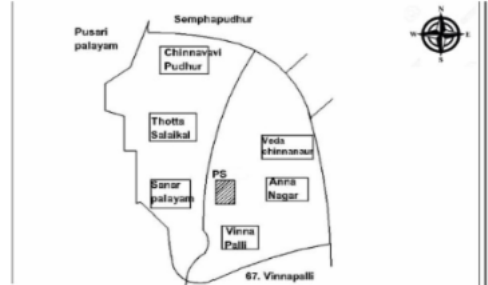 Semphapudhur
Pusari
palayam
N
W
E
S
Chinnavavi
Pudhur
Thotta
Salaikal
Veda
chinnanaur
PS
Sanar
palayam
Anna
Nagar
Vinna
Palli
67. Vinnapalli